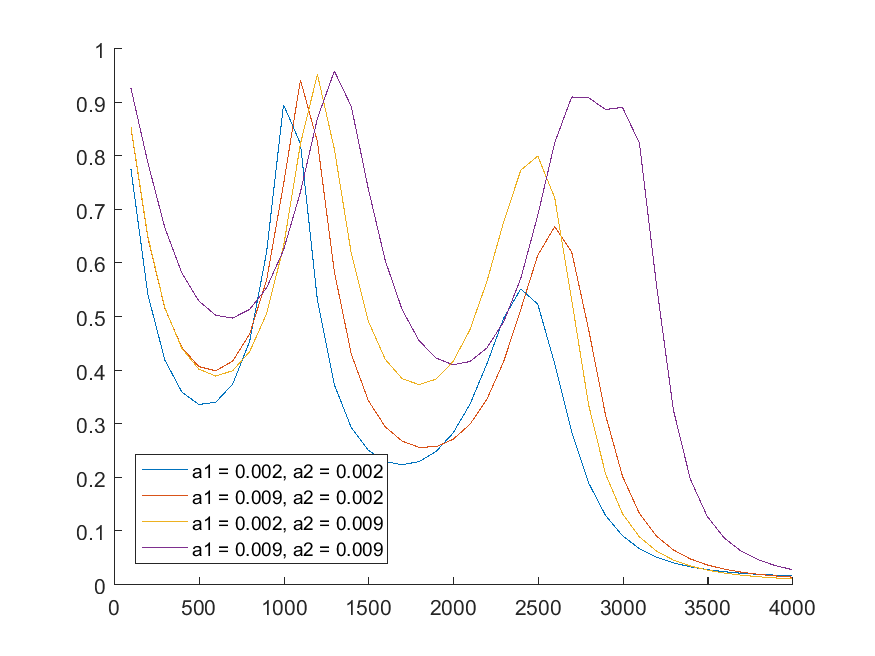 1
0.9
0.8
0.7
0.6
0.5
0.4
0.3
0.2
0.1
0
a1 = 0.002, a2 = 0.002
a1 = 0.009, a2 = 0.002
a1 = 0.002, a2 = 0.009
a1 = 0.009, a2 = 0.009
0 500 1000 1500 2000 2500 3000 3500 4000